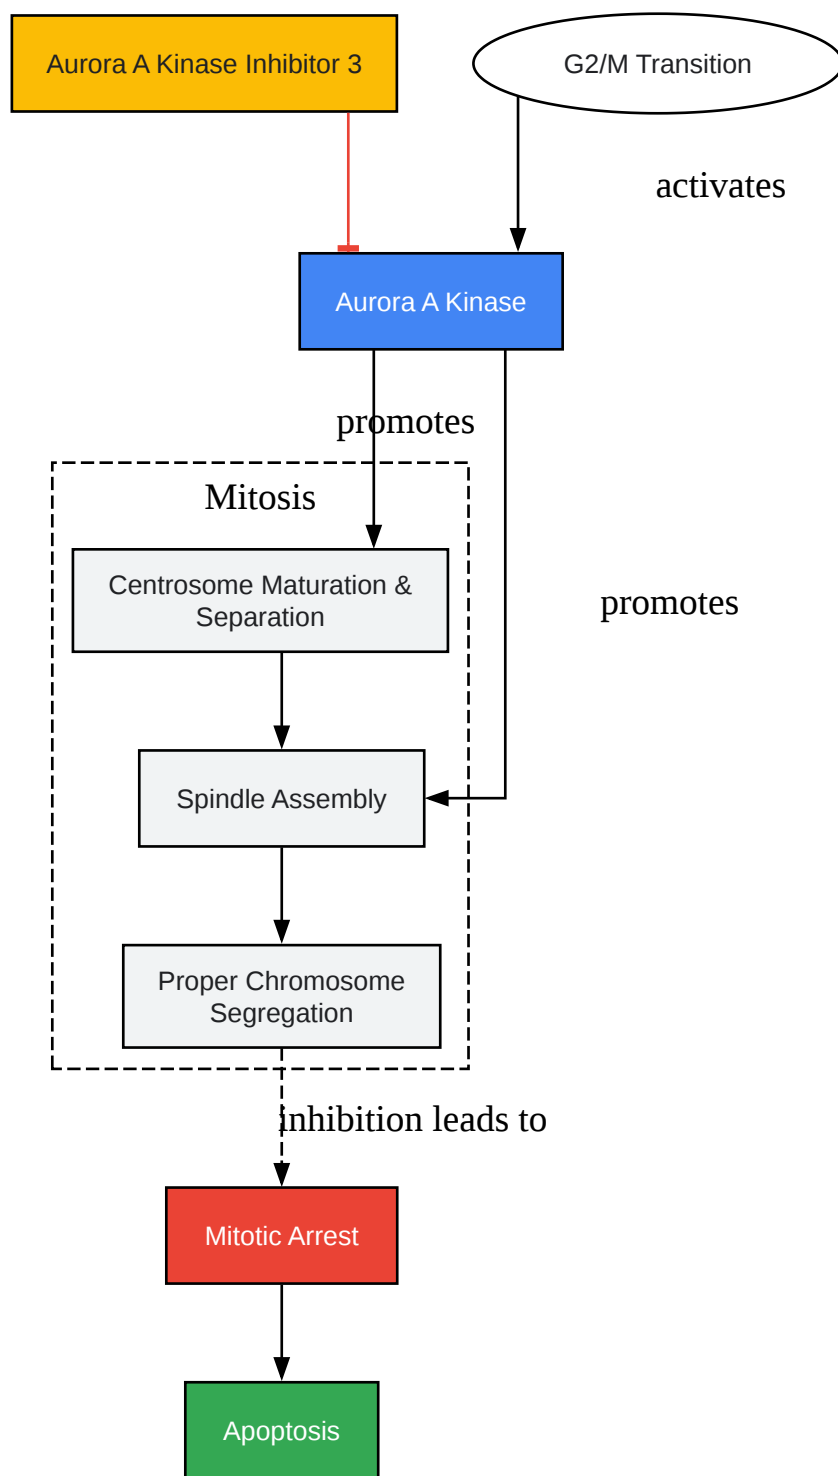 Aurora A Kinase Inhibitor 3
G2/M Transition
activates
Aurora A Kinase
promotes
Mitosis
Centrosome Maturation &
Separation
promotes
Spindle Assembly
Proper Chromosome
Segregation
inhibition leads to
Mitotic Arrest
Apoptosis